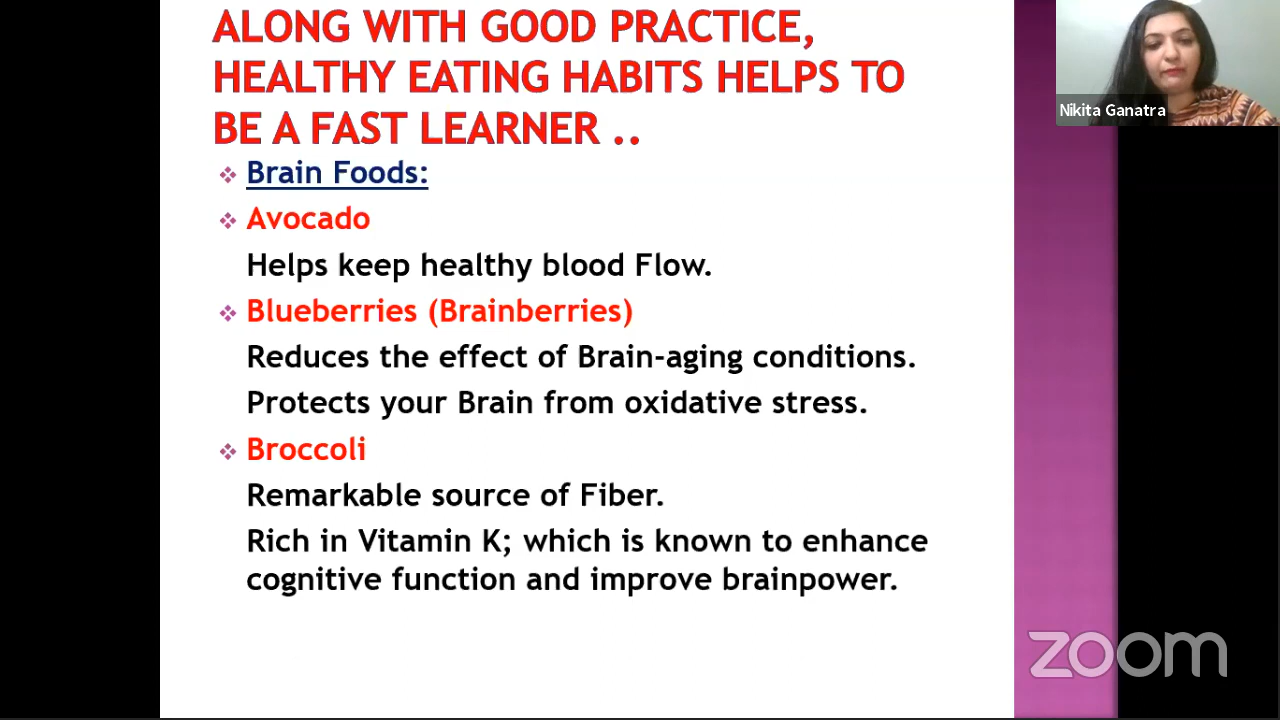 ALONG WITH GOOD PRACTICE,
HEALTHY EATING HABITS HELPS TO
BE A FAST LEARNER ..
Brain Foods:
Avocado
Helps keep healthy blood Flow.
Blueberries (Brainberries)
Reduces the effect of Brain-aging conditions.
Protects your Brain from oxidative stress.
Broccoli
Remarkable source of Fiber.
Rich in Vitamin K; which is known to enhance
cognitive function and improve brainpower.
Nikita Ganatra
zoom